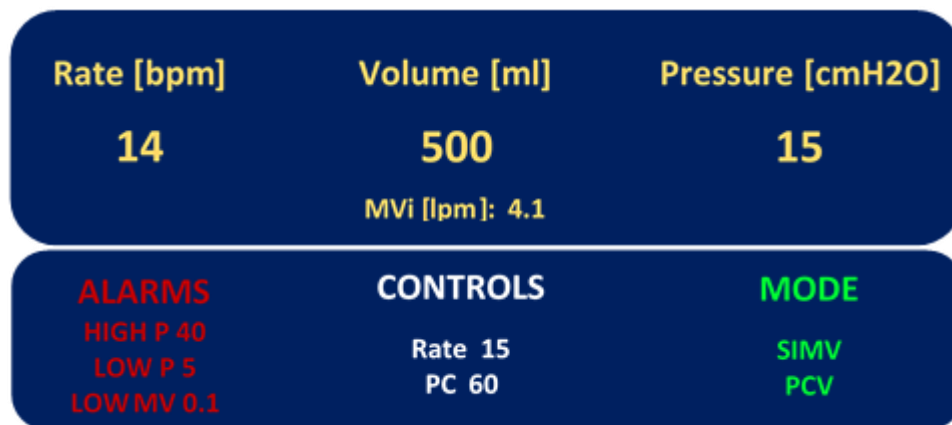 Rate [bpm] Volume [ml] Pressure [cmH2O]
14 500 15
MVi [lpm]: 4.1
ALARMS CONTROLS MODE
HIGH P 40
Rate 15 SIMV
LOW P 5
PC 60 PCV
LOW MV 0.1